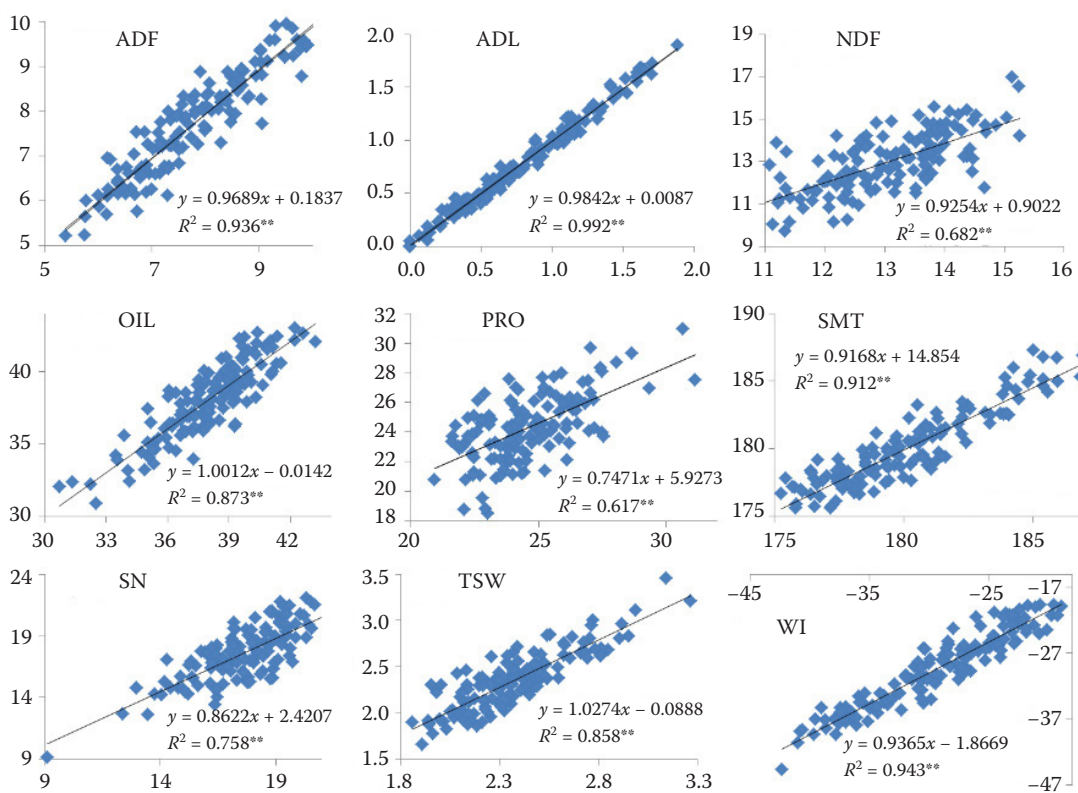 ADF
10
9
8
7
6
5
5 7 9
y = 0.9689x + 0.1837
R² = 0.936**
ADL
2.0
1.5
1.0
0.5
0.0
0.0 0.5 1.0 1.5 2.0
y = 0.9842x + 0.0087
R² = 0.992**
NDF
19
17
15
13
11
9
11 12 13 14 15 16
y = 0.9254x + 0.9022
R² = 0.682**
OIL
40
35
30
30 33 36 39 42
y = 1.0012x − 0.0142
R² = 0.873**
PRO
32
30
28
26
24
22
20
18
20 25 30
y = 0.7471x + 5.9273
R² = 0.617**
SMT
190
185
180
175
175 180 185
y = 0.9168x + 14.854
R² = 0.912**
SN
24
19
14
9
9 14 19
y = 0.8622x + 2.4207
R² = 0.758**
TSW
3.5
3.0
2.5
2.0
1.5
1.8 2.3 2.8 3.3
y = 1.0274x − 0.0888
R² = 0.858**
WI
−45 −35 −25
−17
−27
−37
−47
y = 0.9365x − 1.8669
R² = 0.943**